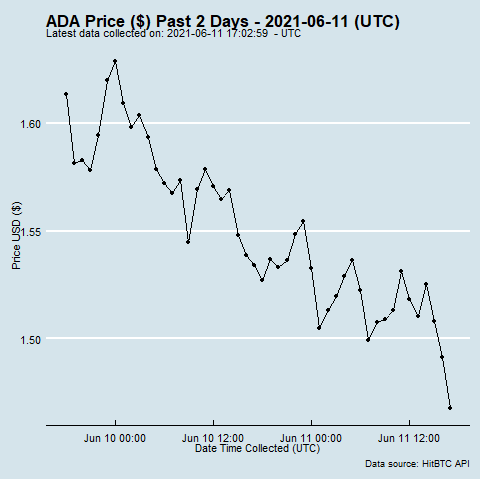 ADA Price ($) Past 2 Days - 2021-06-11 (UTC)
Latest data collected on: 2021-06-11 17:02:59 - UTC
1.60
1.55
1.50
Price USD ($)
Jun 10 00:00 Jun 10 12:00 Jun 11 00:00 Jun 11 12:00
Date Time Collected (UTC)
Data source: HitBTC API